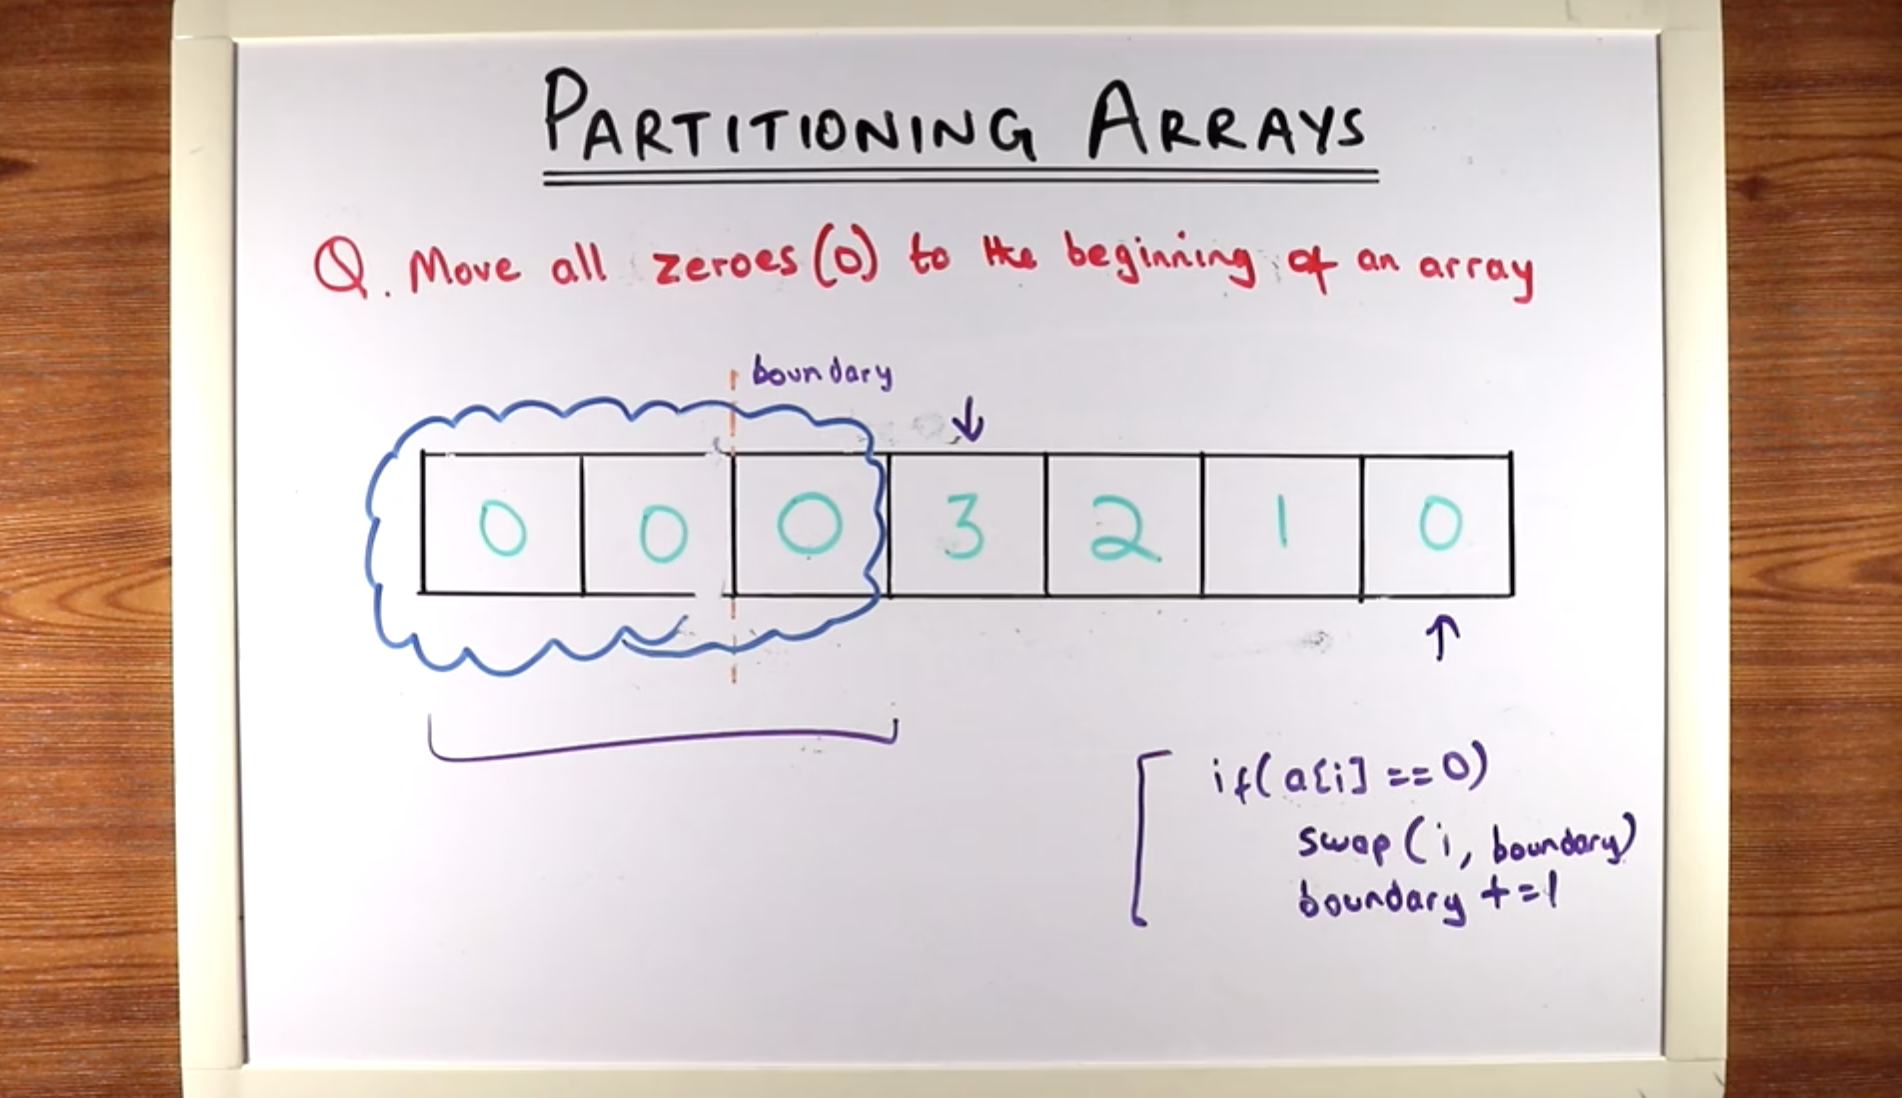 PARTITIONING ARRAYS
Q. Move all zeroes (0) to the beginning of an array
boundary
0 0 0 3 2 1 0
if(a[i] == 0)
swap(i, boundary)
boundary +=1